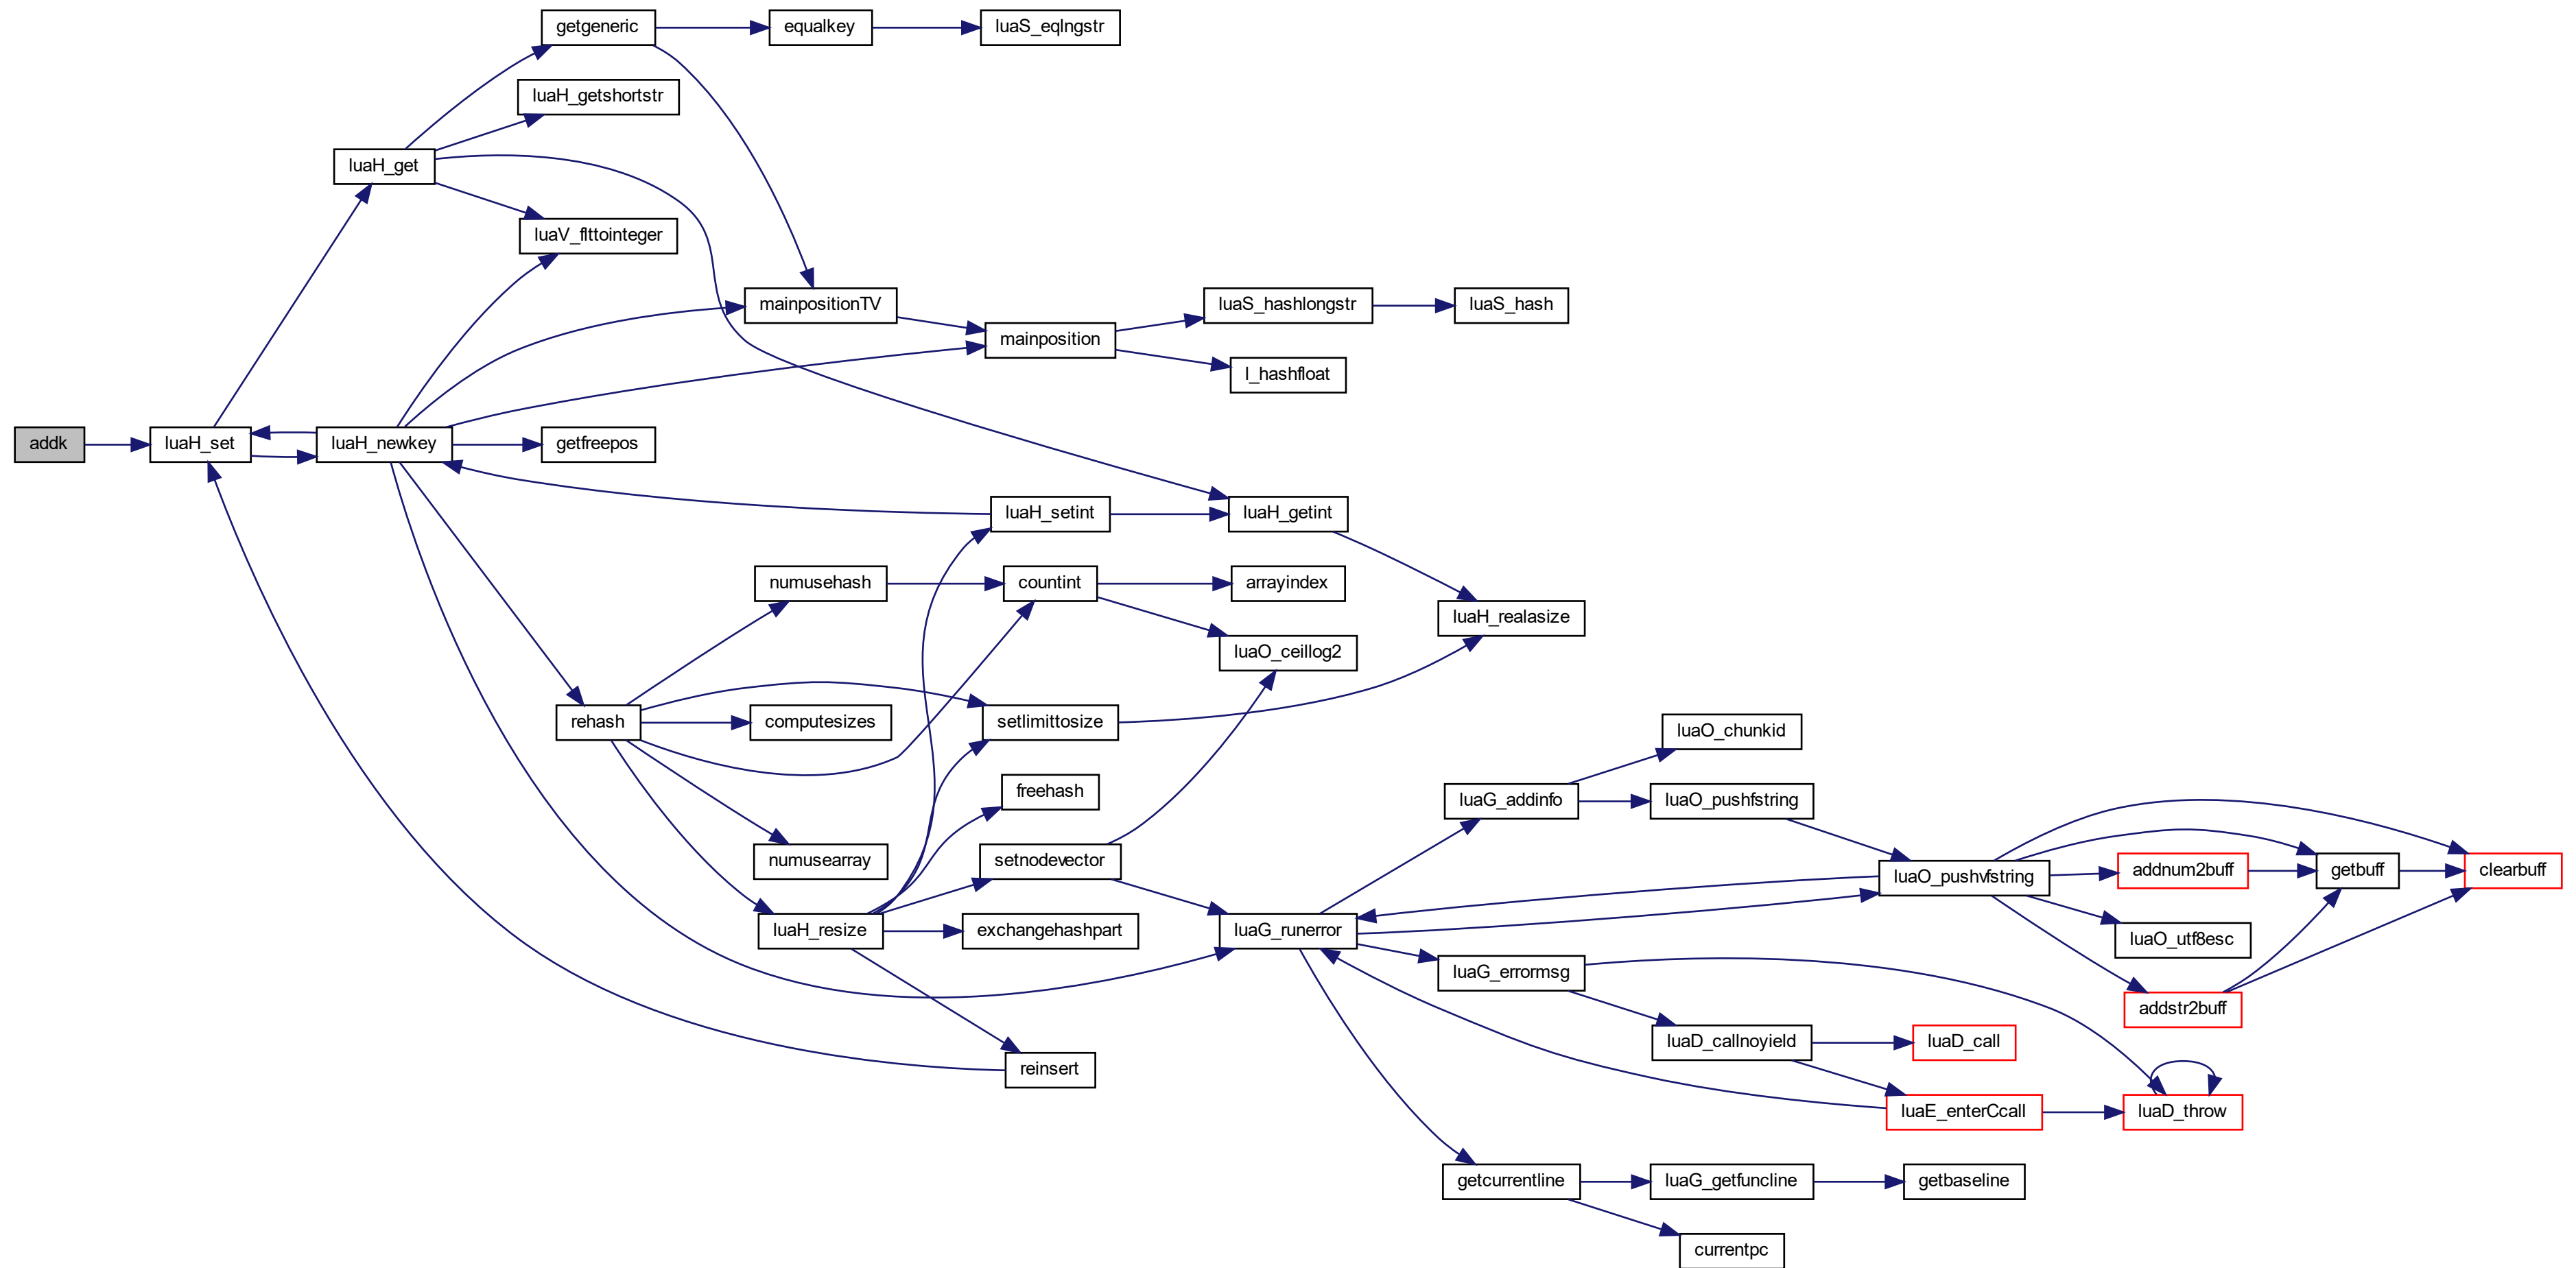 getgeneric
equalkey
luaS_eqlngstr
luaH_getshortstr
luaH_get
luaV_flttointeger
mainpositionTV
luaS_hashlongstr
luaS_hash
mainposition
l_hashfloat
addk
luaH_set
luaH_newkey
getfreepos
luaH_setint
luaH_getint
numusehash
countint
arrayindex
luaH_realasize
luaO_ceillog2
rehash
computesizes
setlimittosize
luaO_chunkid
freehash
luaG_addinfo
luaO_pushfstring
numusearray
setnodevector
luaO_pushvfstring
addnum2buff
getbuff
clearbuff
luaH_resize
exchangehashpart
luaG_runerror
luaO_utf8esc
luaG_errormsg
addstr2buff
luaD_callnoyield
luaD_call
reinsert
luaE_enterCcall
luaD_throw
getcurrentline
luaG_getfuncline
getbaseline
currentpc